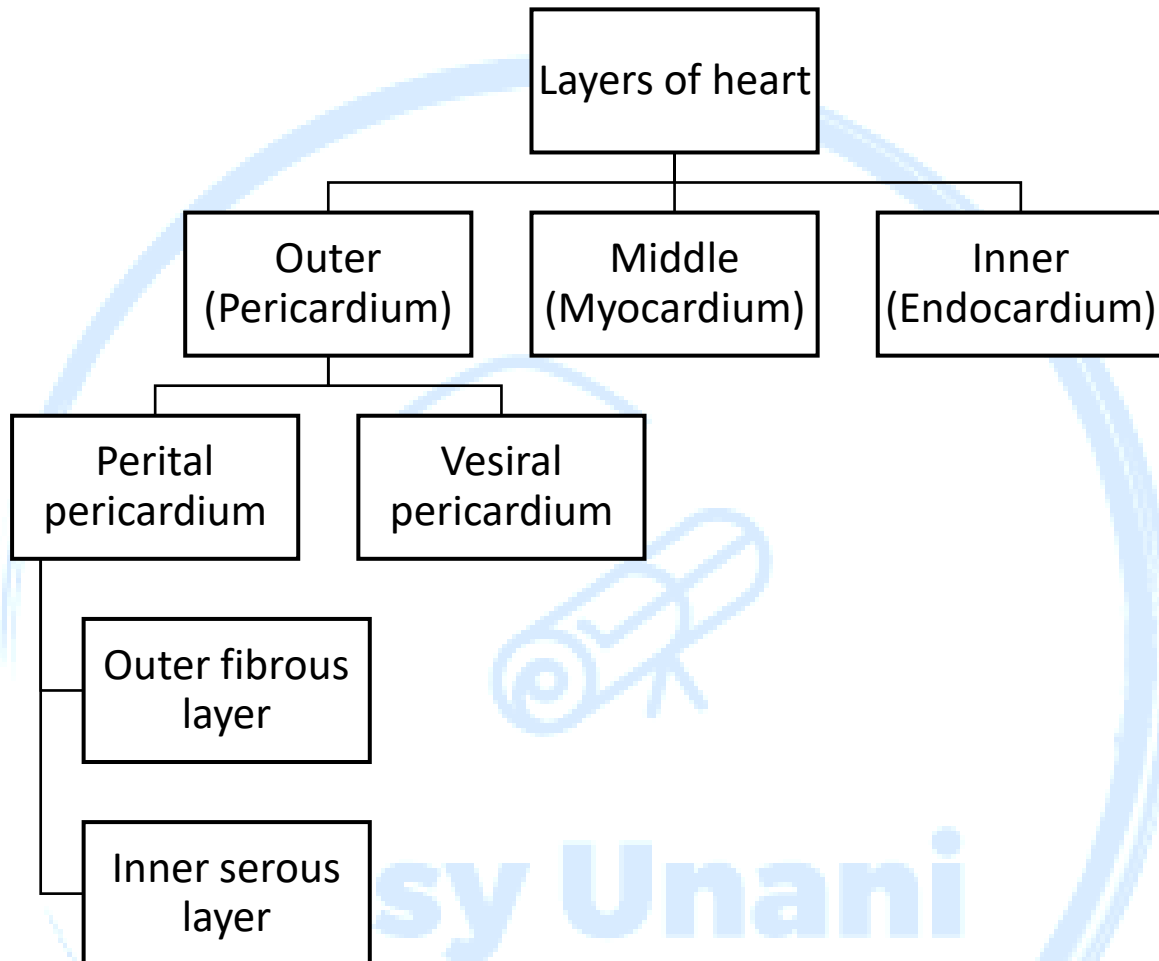 Layers of heart
Outer
(Pericardium)
Middle
(Myocardium)
Inner
(Endocardium)
Perital
pericardium
Vesiral
pericardium
Outer fibrous
layer
Inner serous
layer
sy Unani